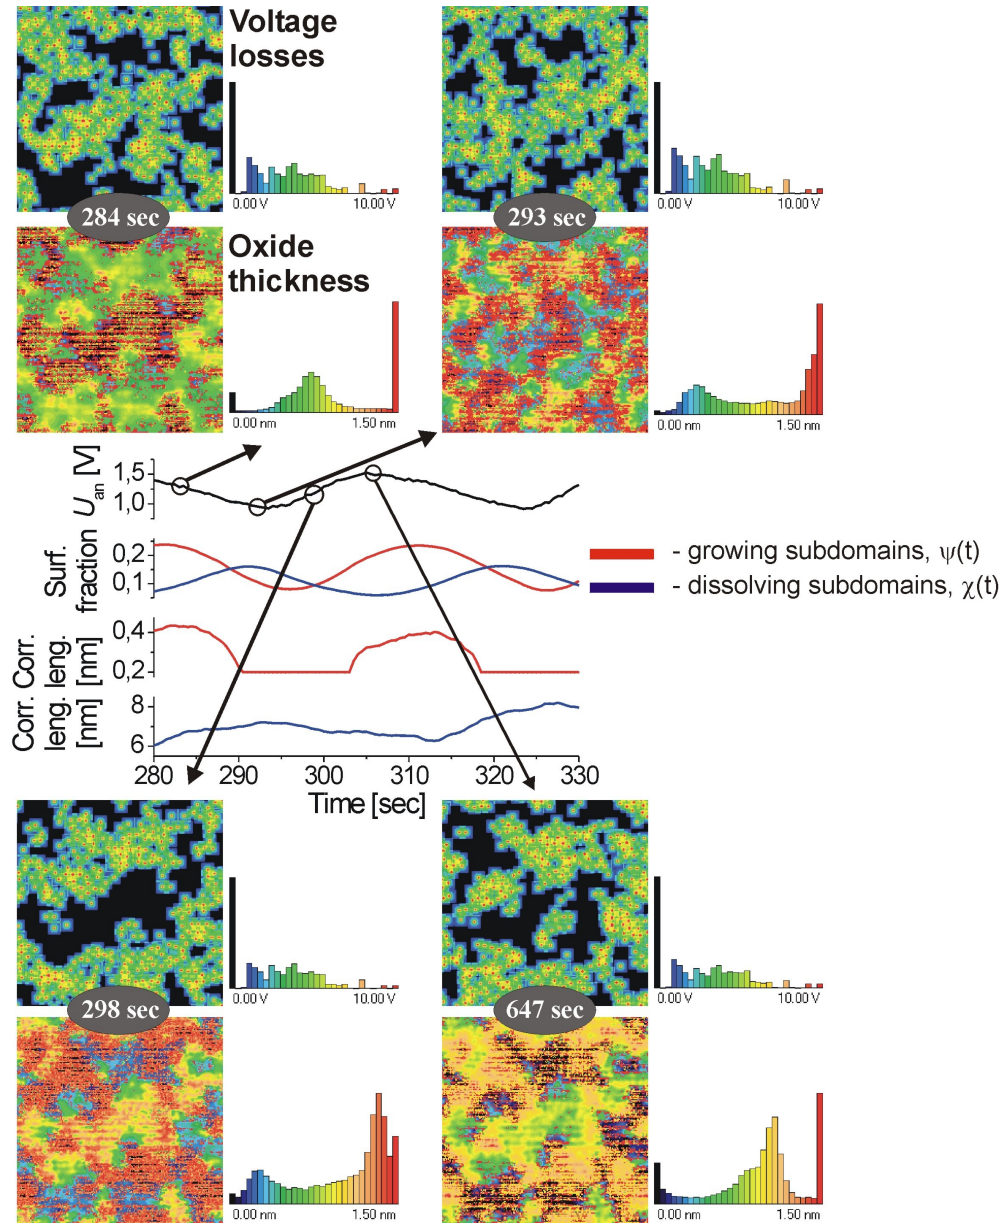 Voltage
losses
0.00 V
10.00 V
0.00 V
10.00 V
284 sec
293 sec
Oxide
thickness
0.00 nm
1.50 nm
0.00 nm
1.50 nm
U an [V]
1,5
1,0
Surf.
fraction
0,2
0,1
- growing subdomains, ψ(t)
- dissolving subdomains, χ(t)
Corr.
leng.
[nm]
0,4
0,2
Corr.
leng.
[nm]
8
6
280 290 300 310 320 330
Time [sec]
0.00 V
10.00 V
0.00 V
10.00 V
298 sec
647 sec
0.00 nm
1.50 nm
0.00 nm
1.50 nm